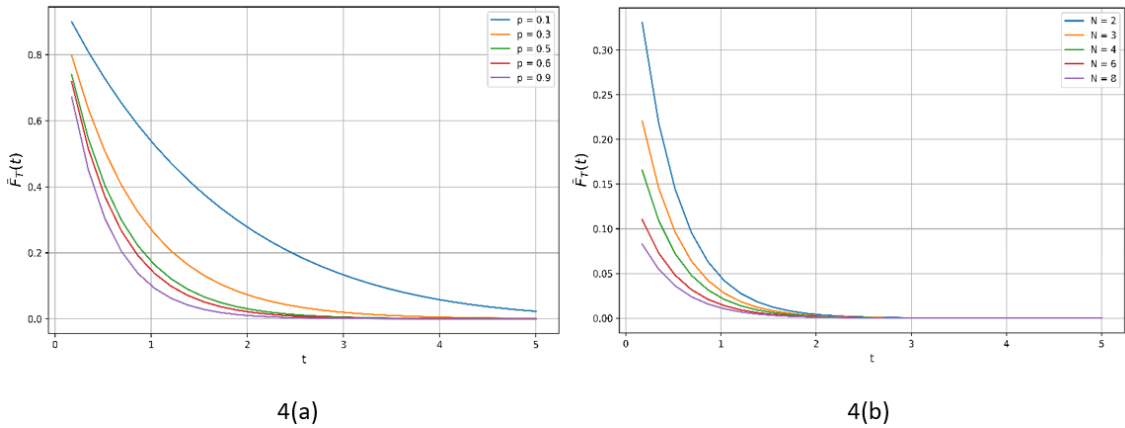 p = 0.1
p = 0.3
p = 0.5
p = 0.6
p = 0.9
0.8
0.6
0.4
0.2
0.0
F̄_T(t)
0 1 2 3 4 5
t
4(a)
N = 2
N = 3
N = 4
N = 6
N = 8
0.30
0.25
0.20
0.15
0.10
0.05
0.00
F̄_T(t)
0 1 2 3 4 5
t
4(b)